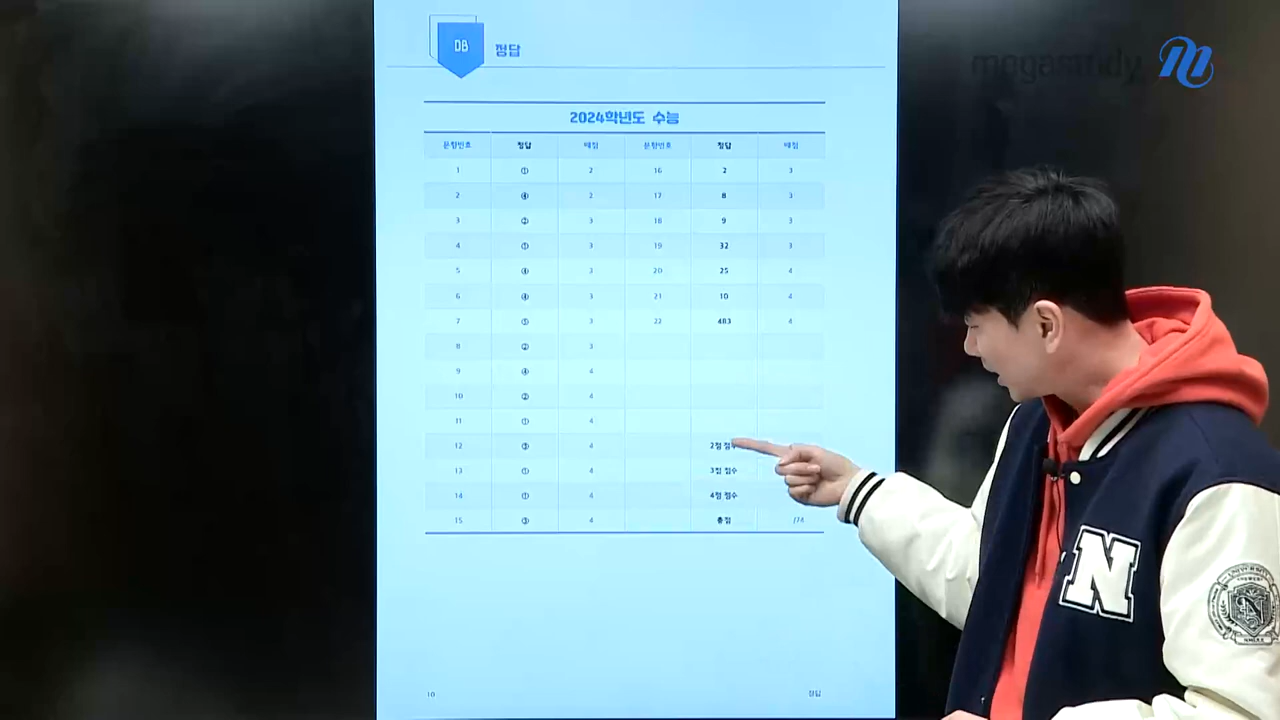 DB
정답
megastudy
2024학년도 수능
문항번호 정답 배점 문항번호 정답 배점
1 ① 2 16 2 3
2 ④ 2 17 8 3
3 ② 3 18 9 3
4 ① 3 19 32 3
5 ④ 3 20 25 4
6 ④ 3 21 10 4
7 3 22 483 4
8 ② 3
9 ④ 4
10 ② 4
11 ① 4
12 ③ 4 2점 점수
13 ① 4 3점 점수
14 ① 4 4점 점수
15 ③ 4 총점 /74
10
정답
N